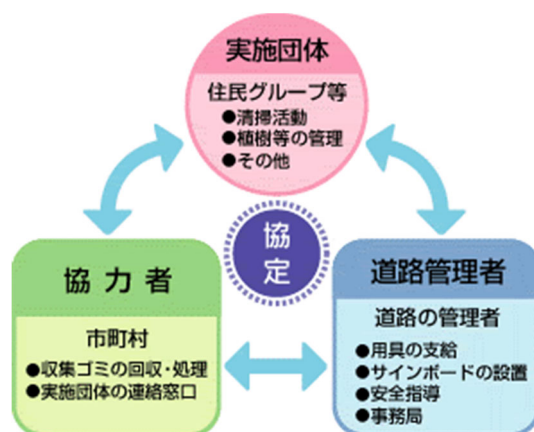 実施団体
住民グループ等
●清掃活動
●植樹等の管理
●その他
協定
協力者
市町村
●収集ゴミの回収・処理
●実施団体の連絡窓口
道路管理者
道路の管理者
●用具の支給
●サインボードの設置
●安全指導
●事務局